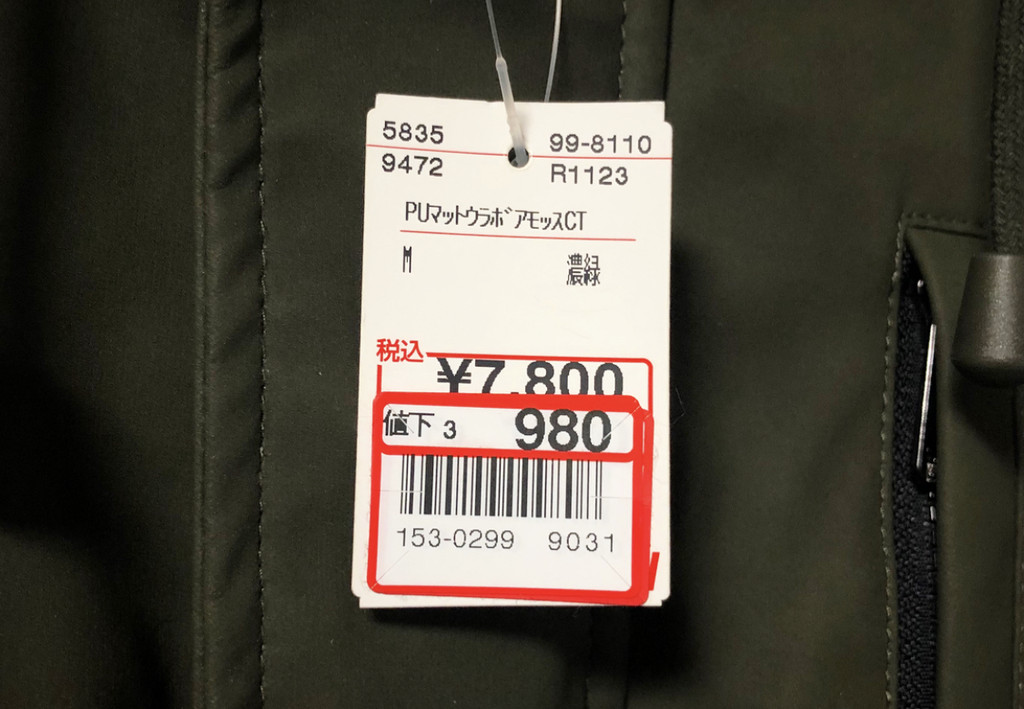 5835 99-8110
9472 R1123
PUマットウラボアモッスCT
M 濃緑
税込
¥7,800
値下 3 980
153-0299 9031